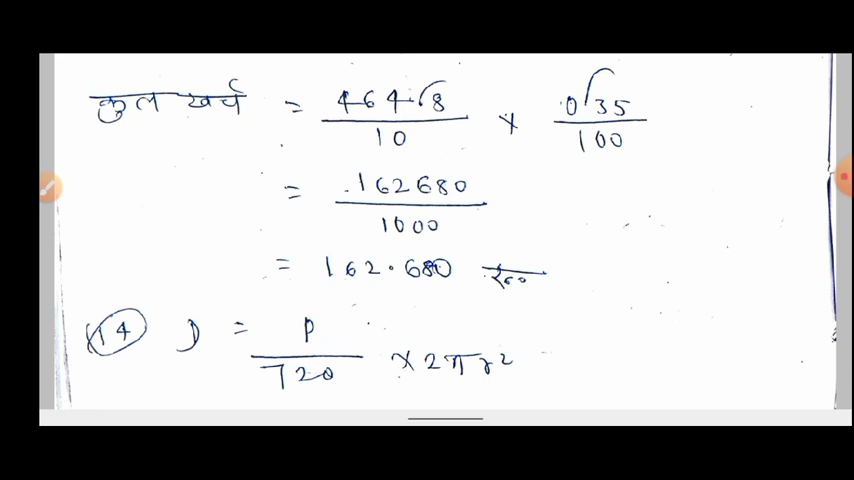 कुल खर्च = 464.8/10 × 0.35/100
= .162680/1000
= 162.680 रू०
14 D = P/720 × 2πr²